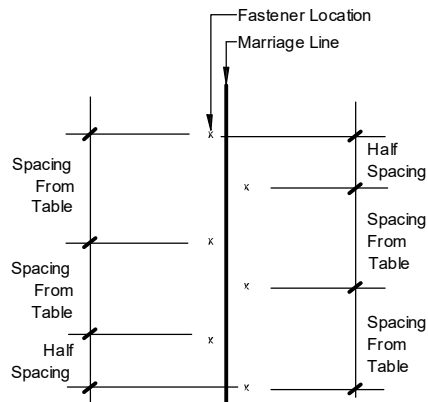 Fastener Location
Marriage Line
Spacing
From
Table
Spacing
From
Table
Half
Spacing
Half
Spacing
Spacing
From
Table
Spacing
From
Table